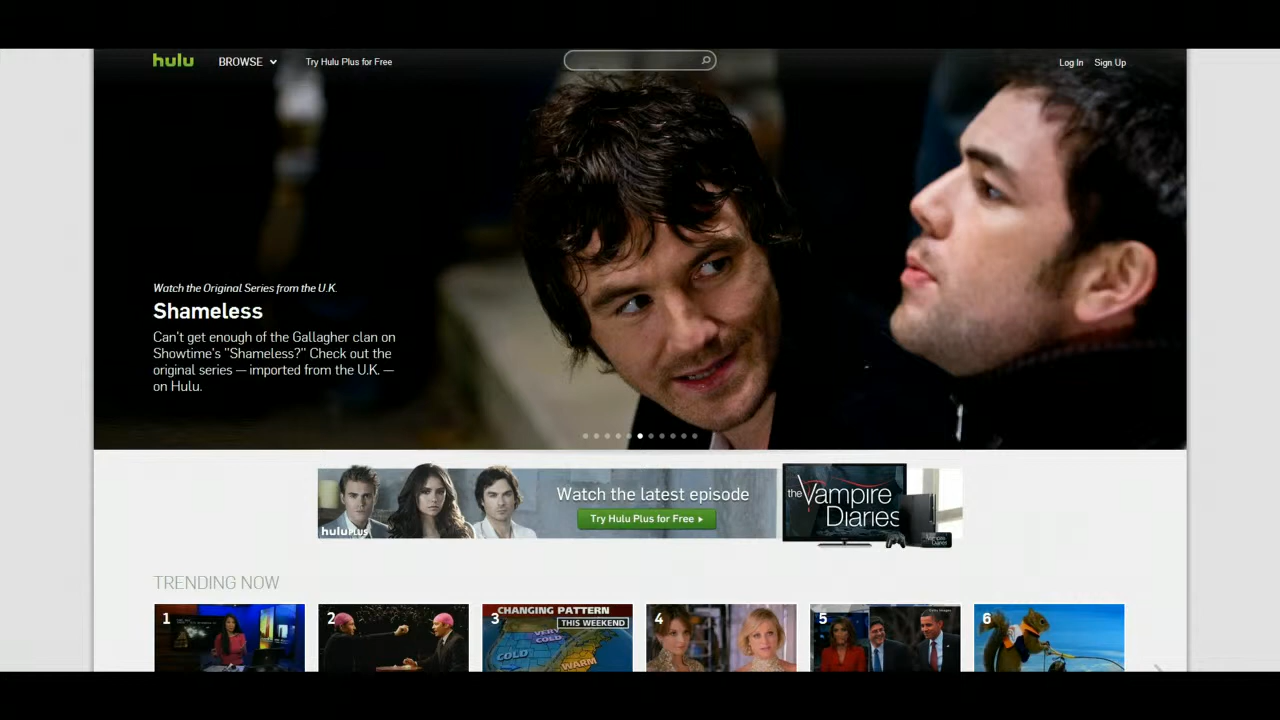 hulu BROWSE Try Hulu Plus for Free Log In Sign Up
Watch the Original Series from the U.K.
Shameless
Can't get enough of the Gallagher clan on
Showtime's "Shameless?" Check out the
original series — imported from the U.K. —
on Hulu.
Watch the latest episode
Try Hulu Plus for Free
huluPLUS
the Vampire
Diaries
TRENDING NOW
1 2 3 4 5 6
CHANGING PATTERN
THIS WEEKEND
VERY
COLD
COLD
WARM